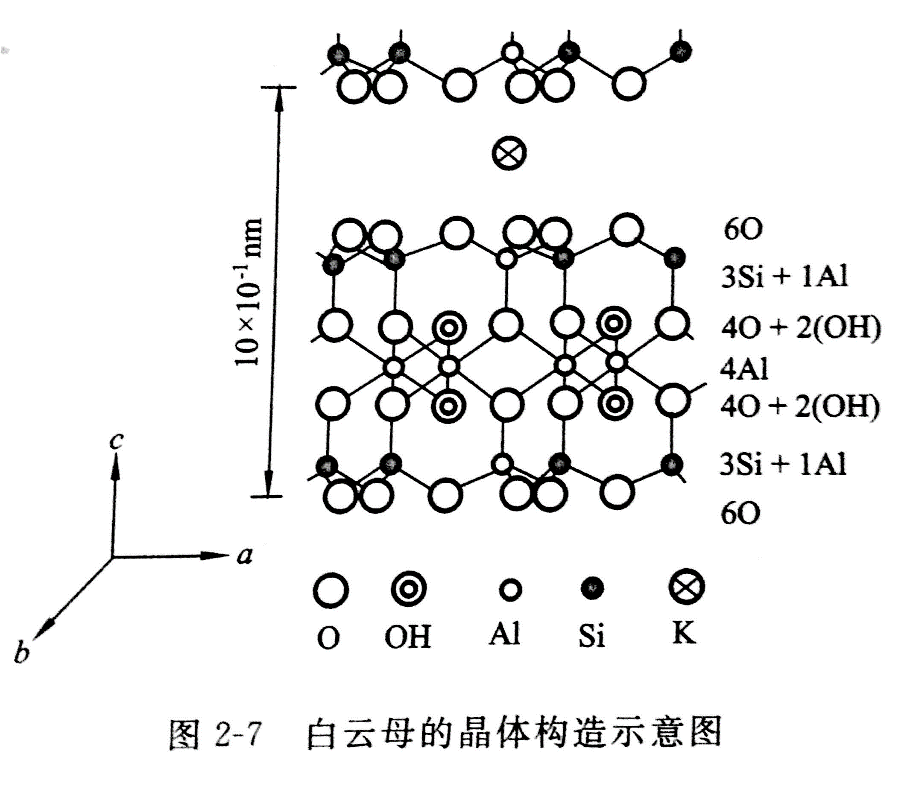 10×10⁻¹nm
6O
3Si + 1Al
4O + 2(OH)
4Al
4O + 2(OH)
3Si + 1Al
6O
c
a
b
O OH Al Si K
图 2-7 白云母的晶体构造示意图